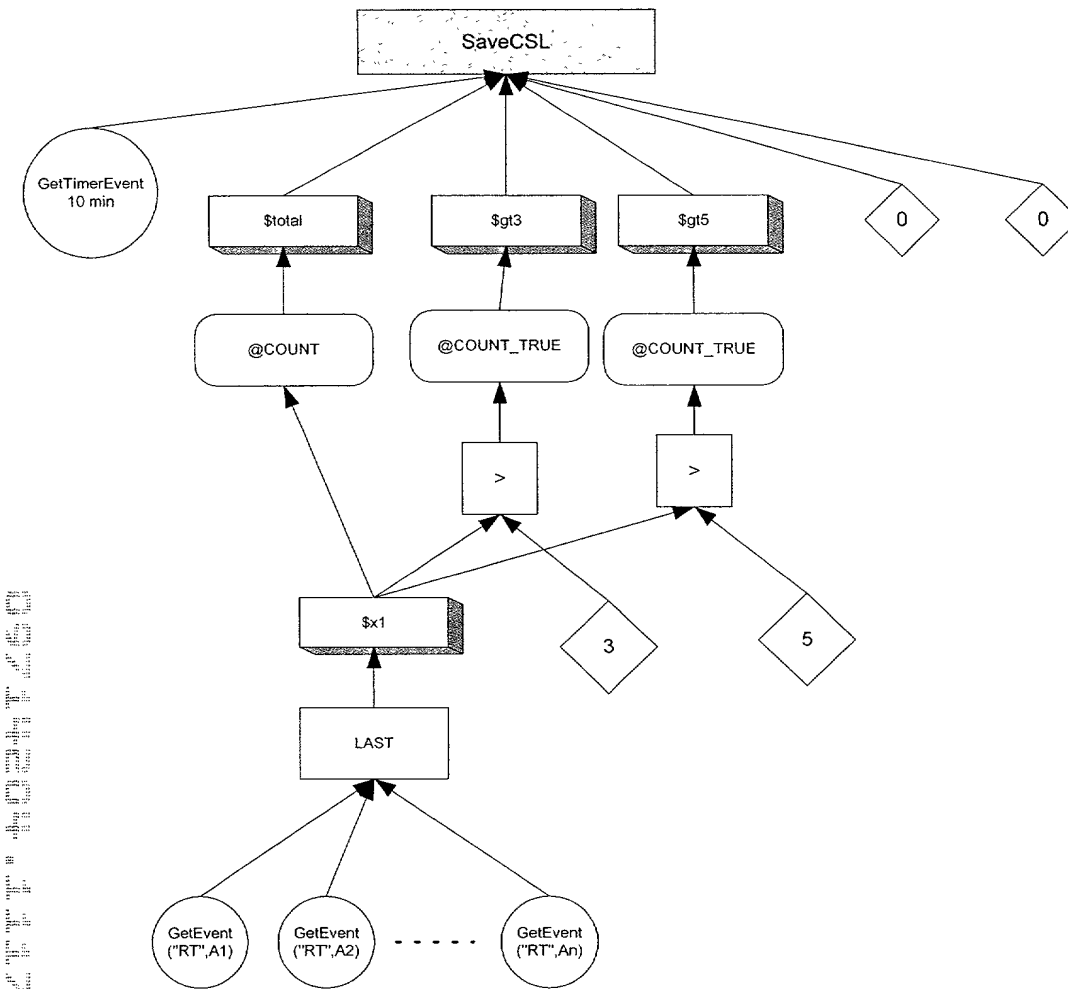 SaveCSL
GetTimerEvent
10 min
$total
$gt3
$gt5
0
0
@COUNT
@COUNT_TRUE
@COUNT_TRUE
>
>
$x1
3
5
LAST
GetEvent
("RT",A1)
GetEvent
("RT",A2)
GetEvent
("RT",An)